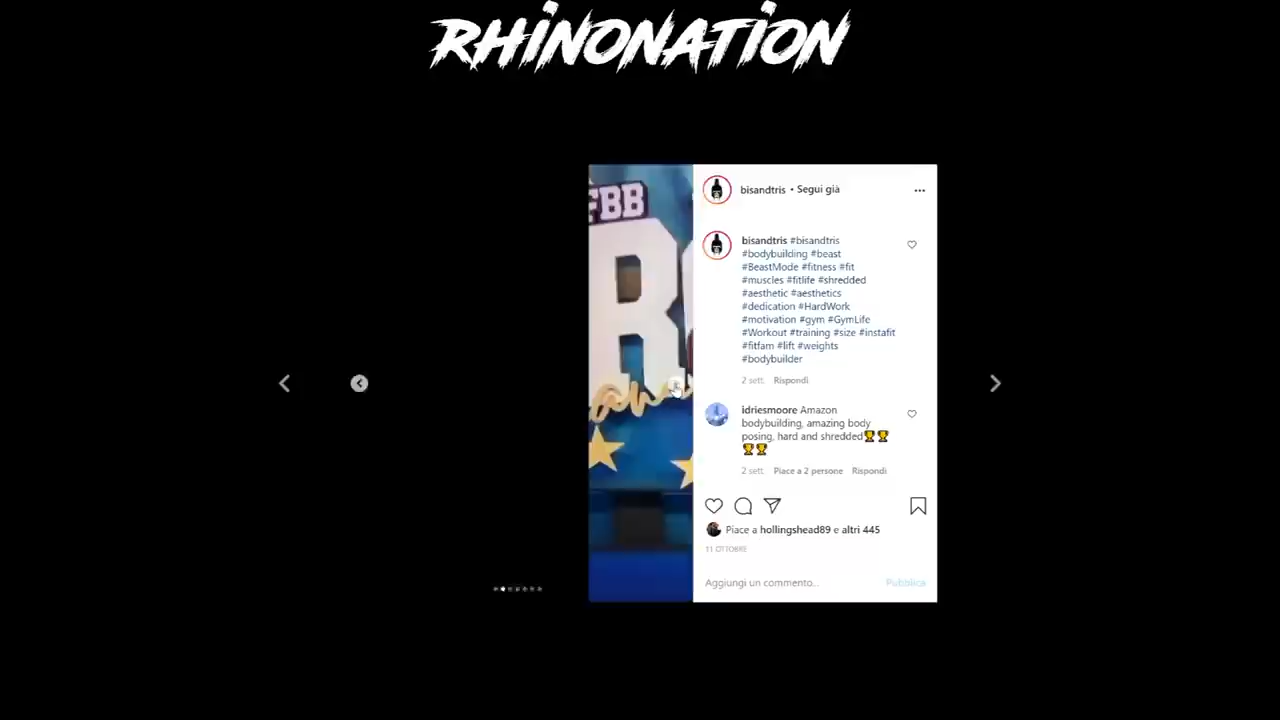 RHINONATION
FBB
R
bisandtris • Segui già
bisandtris #bisandtris
#bodybuilding #beast
#BeastMode #fitness #fit
#muscles #fitlife #shredded
#aesthetic #aesthetics
#dedication #HardWork
#motivation #gym #GymLife
#Workout #training #size #instafit
#fitfam #lift #weights
#bodybuilder
2 sett. Rispondi
idriesmoore Amazon
bodybuilding, amazing body
posing, hard and shredded🏆🏆
🏆🏆
2 sett. Piace a 2 persone Rispondi
Piace a hollingshead89 e altri 445
11 OTTOBRE
Aggiungi un commento... Pubblica